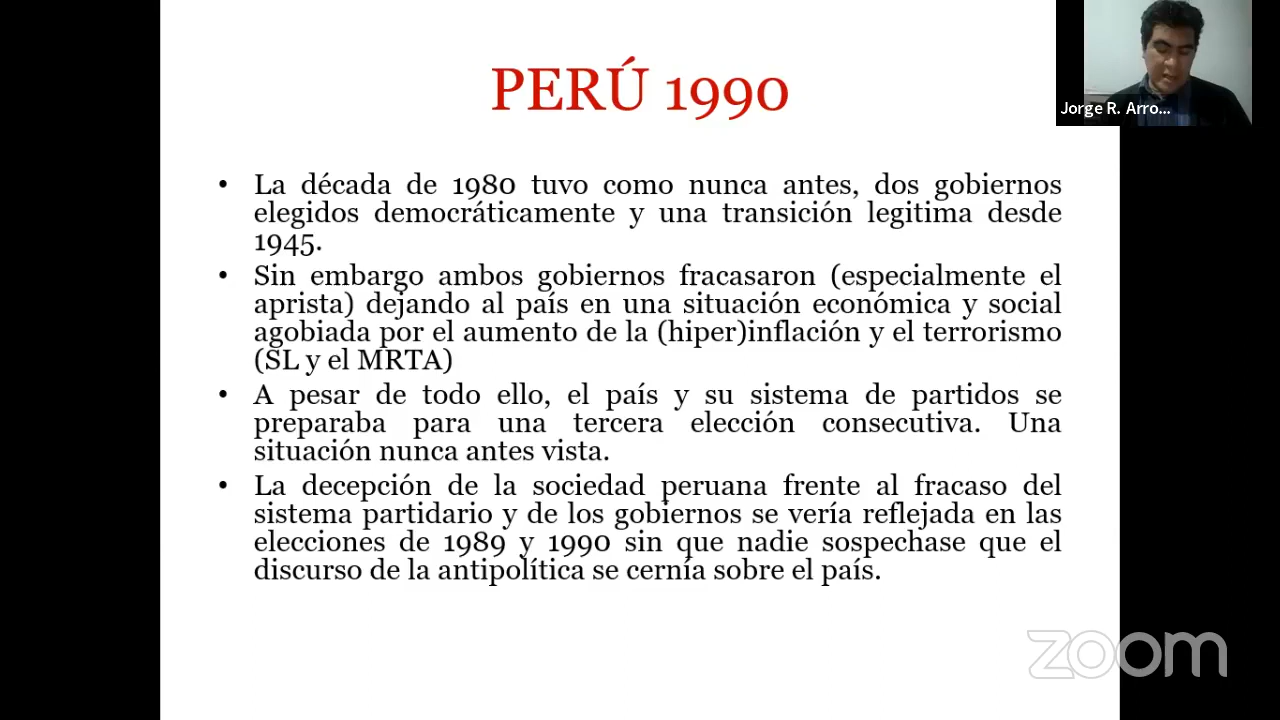 PERÚ 1990
Jorge R. Arro...
• La década de 1980 tuvo como nunca antes, dos gobiernos
elegidos democráticamente y una transición legitima desde
1945.
• Sin embargo ambos gobiernos fracasaron (especialmente el
aprista) dejando al país en una situación económica y social
agobiada por el aumento de la (hiper)inflación y el terrorismo
(SL y el MRTA)
• A pesar de todo ello, el país y su sistema de partidos se
preparaba para una tercera elección consecutiva. Una
situación nunca antes vista.
• La decepción de la sociedad peruana frente al fracaso del
sistema partidario y de los gobiernos se vería reflejada en las
elecciones de 1989 y 1990 sin que nadie sospechase que el
discurso de la antipolítica se cernía sobre el país.
zoom